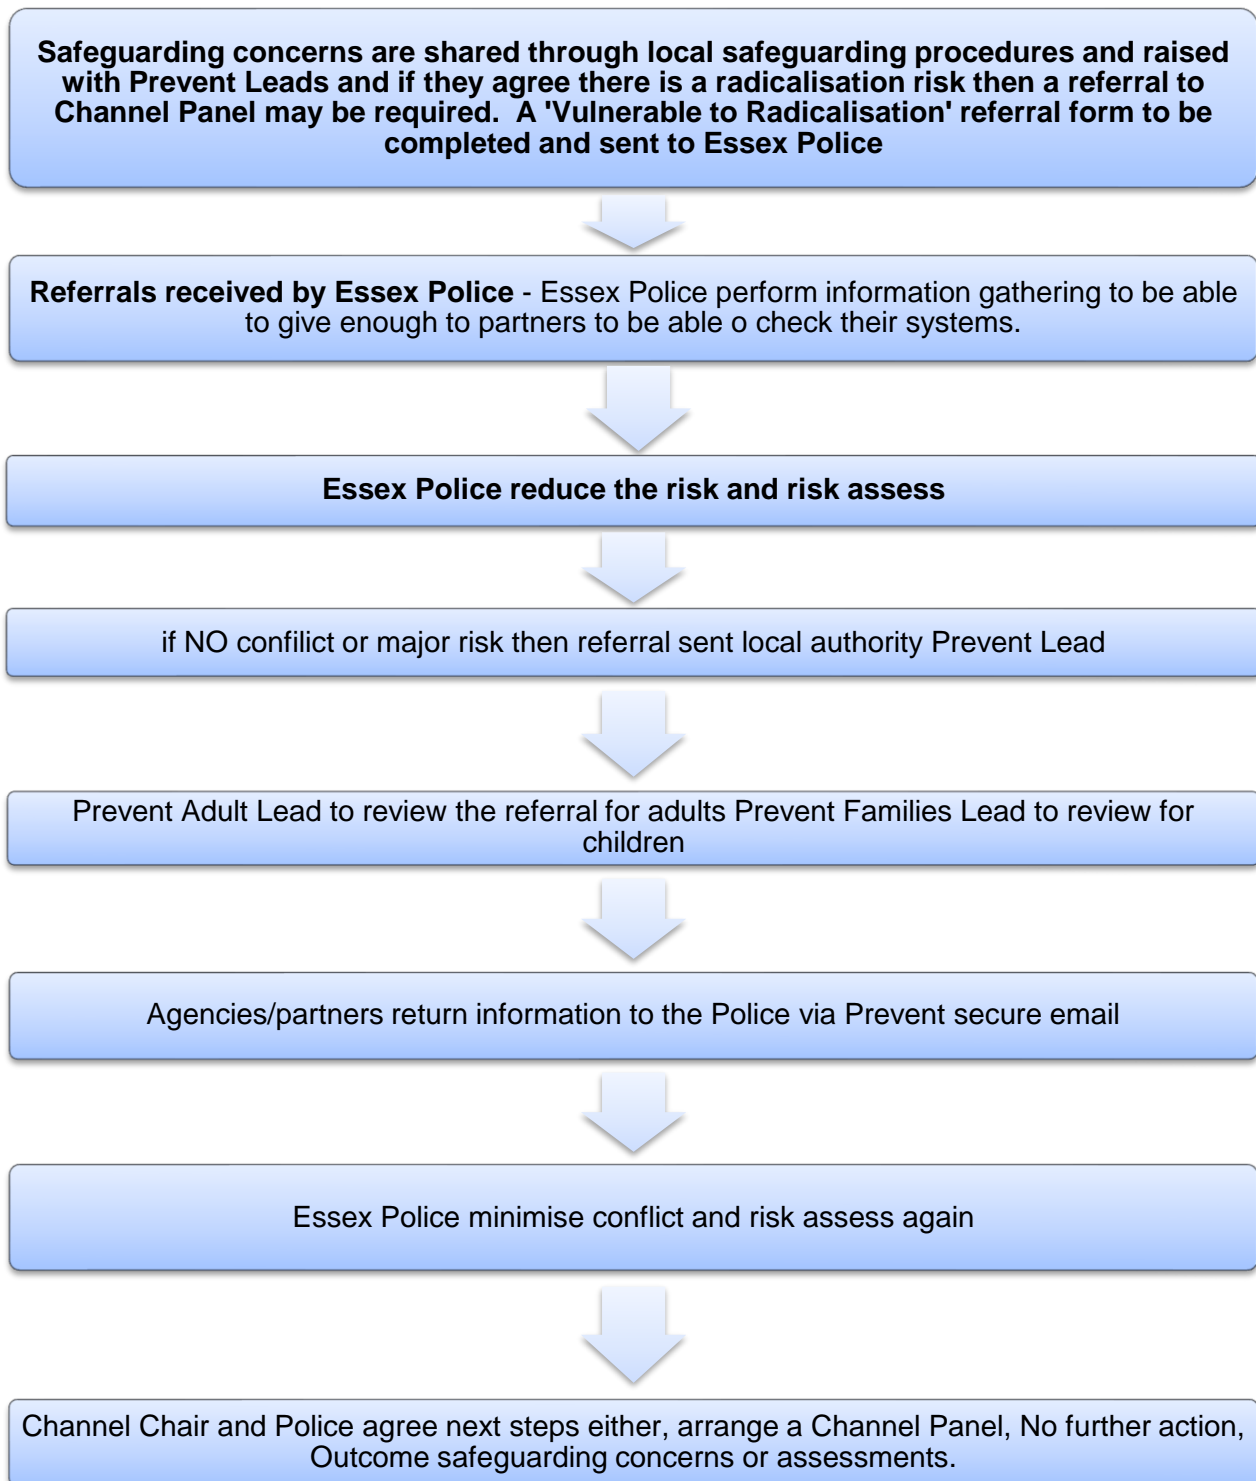 Safeguarding concerns are shared through local safeguarding procedures and raised
with Prevent Leads and if they agree there is a radicalisation risk then a referral to
Channel Panel may be required.  A 'Vulnerable to Radicalisation' referral form to be
completed and sent to Essex Police
Referrals received by Essex Police - Essex Police perform information gathering to be able
to give enough to partners to be able o check their systems.
Essex Police reduce the risk and risk assess
if NO confilict or major risk then referral sent local authority Prevent Lead
Prevent Adult Lead to review the referral for adults Prevent Families Lead to review for
children
Agencies/partners return information to the Police via Prevent secure email
Essex Police minimise conflict and risk assess again
Channel Chair and Police agree next steps either, arrange a Channel Panel, No further action,
Outcome safeguarding concerns or assessments.